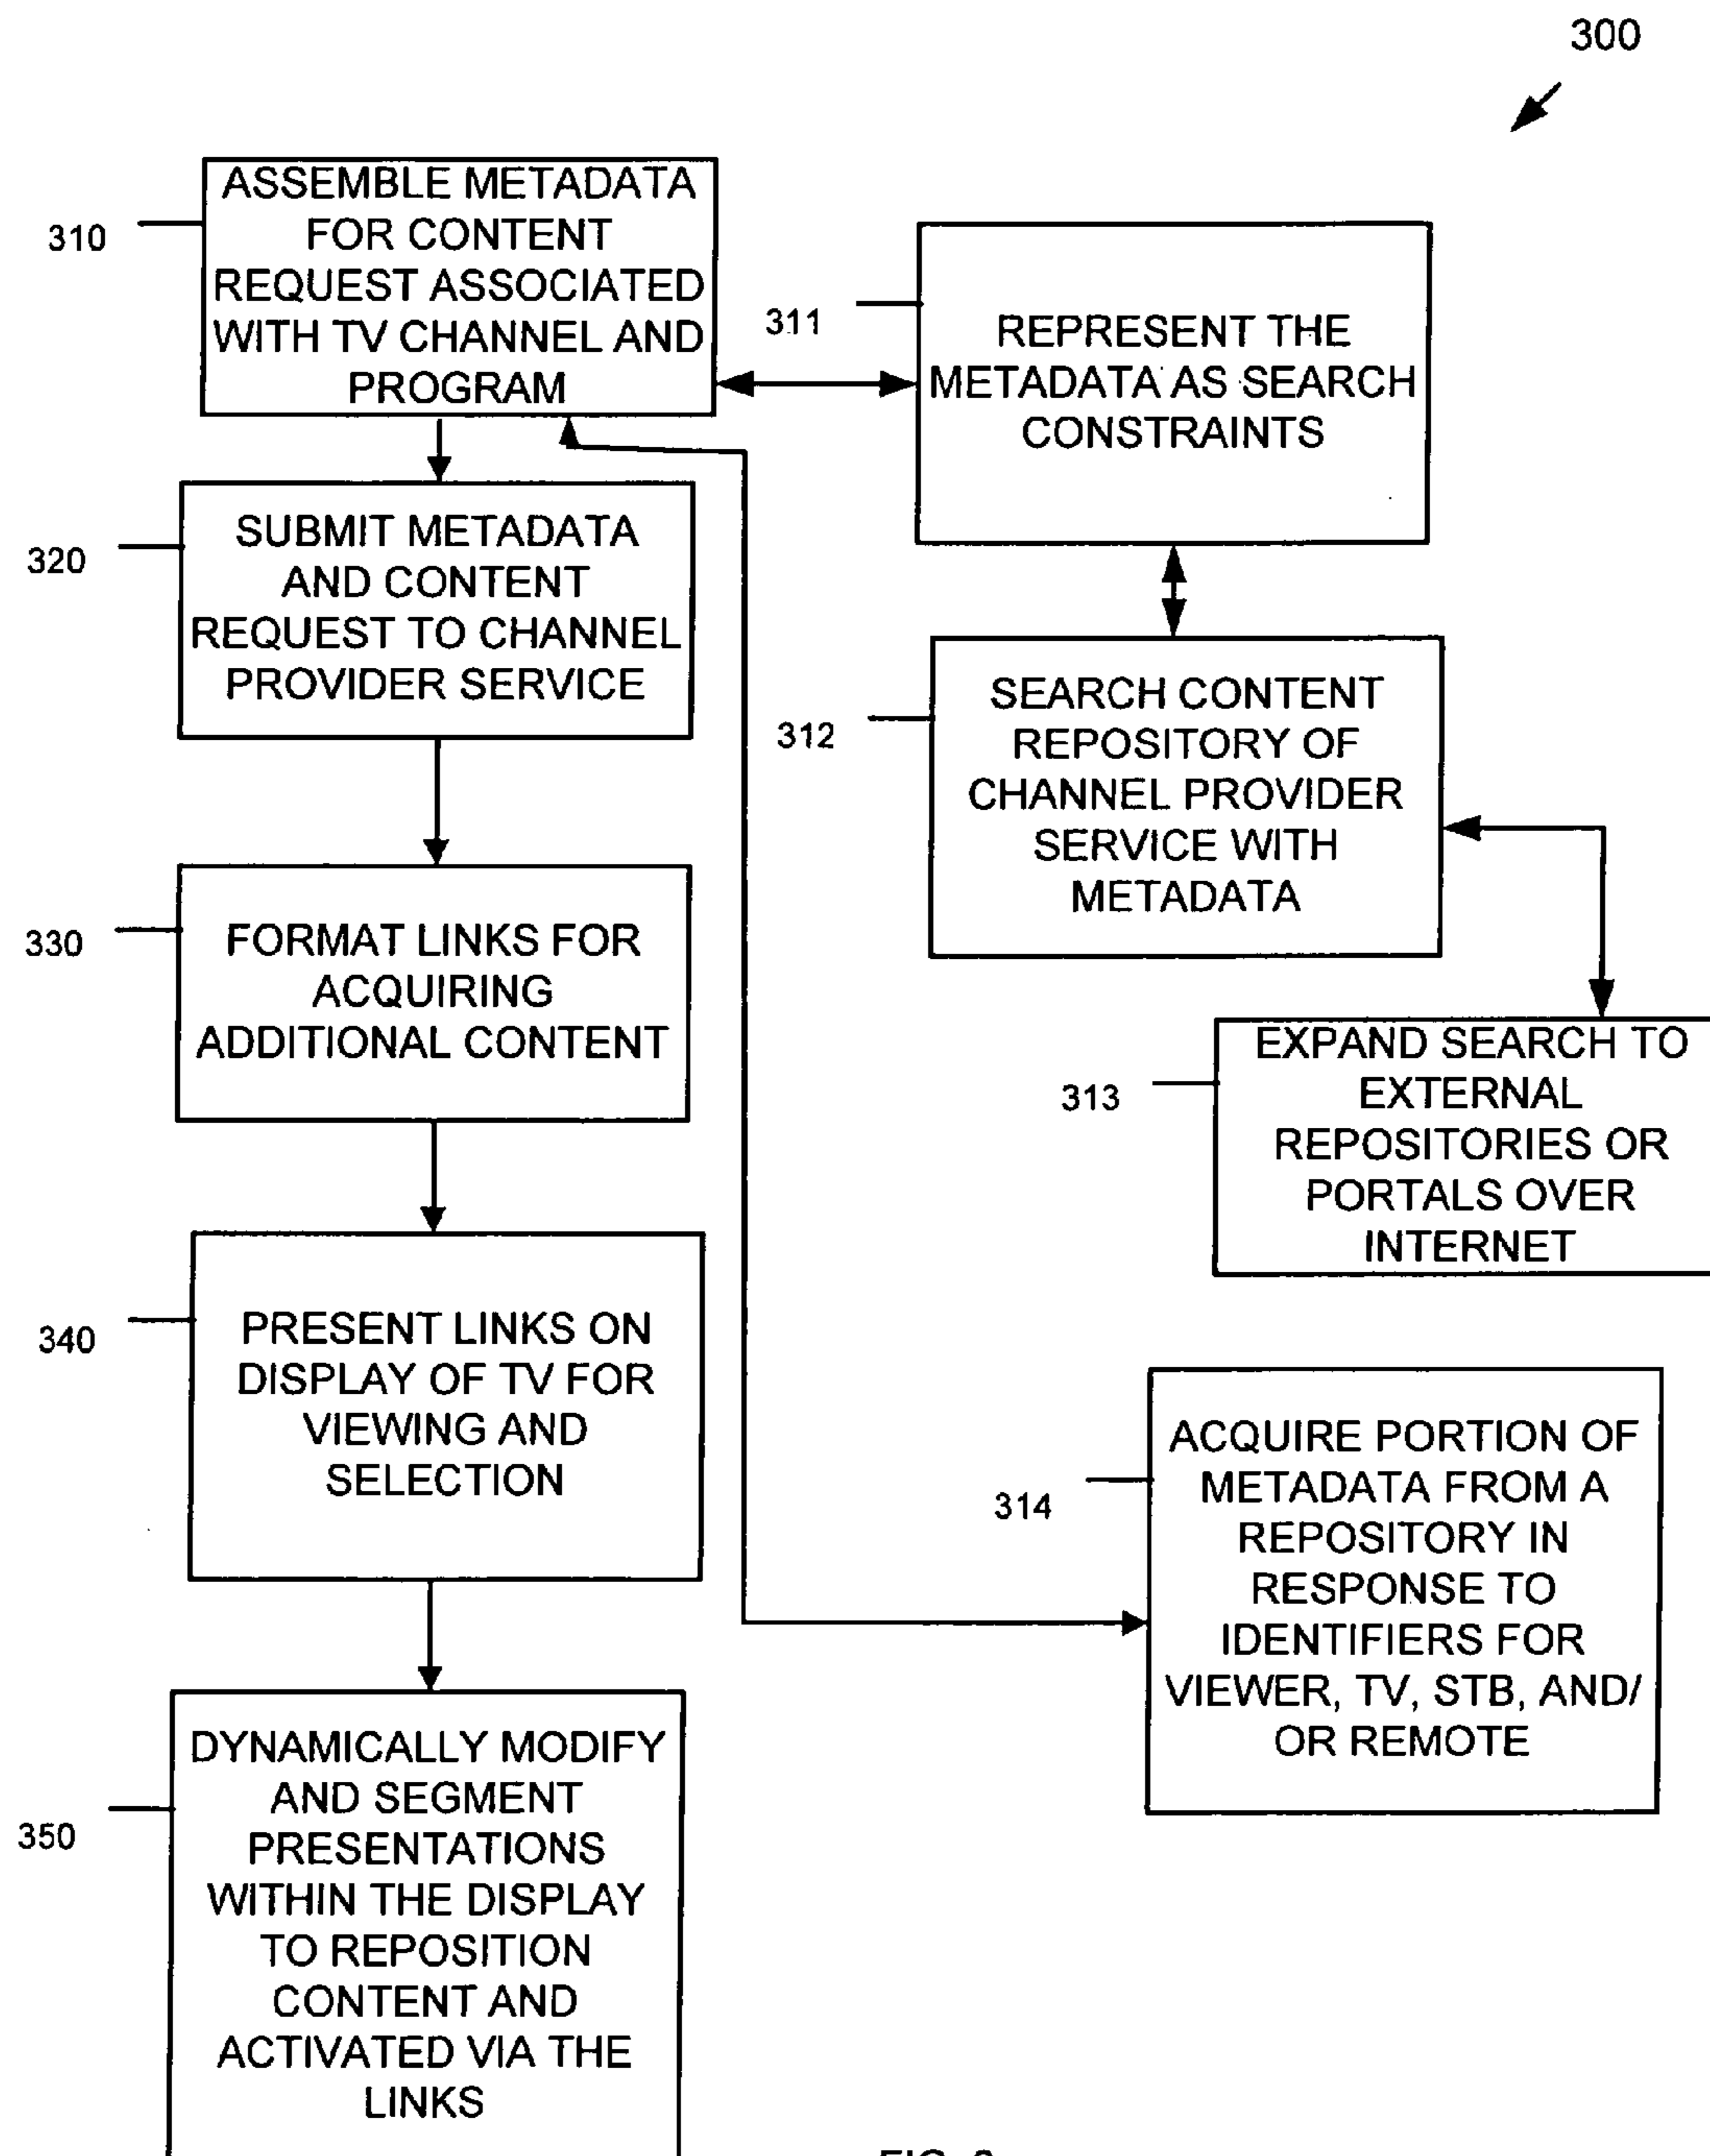 300
310
ASSEMBLE METADATA
FOR CONTENT
REQUEST ASSOCIATED
WITH TV CHANNEL AND
PROGRAM
311
REPRESENT THE
METADATA AS SEARCH
CONSTRAINTS
320
SUBMIT METADATA
AND CONTENT
REQUEST TO CHANNEL
PROVIDER SERVICE
312
SEARCH CONTENT
REPOSITORY OF
CHANNEL PROVIDER
SERVICE WITH
METADATA
330
FORMAT LINKS FOR
ACQUIRING
ADDITIONAL CONTENT
313
EXPAND SEARCH TO
EXTERNAL
REPOSITORIES OR
PORTALS OVER
INTERNET
340
PRESENT LINKS ON
DISPLAY OF TV FOR
VIEWING AND
SELECTION
314
ACQUIRE PORTION OF
METADATA FROM A
REPOSITORY IN
RESPONSE TO
IDENTIFIERS FOR
VIEWER, TV, STB, AND/
OR REMOTE
350
DYNAMICALLY MODIFY
AND SEGMENT
PRESENTATIONS
WITHIN THE DISPLAY
TO REPOSITION
CONTENT AND
ACTIVATED VIA THE
LINKS
FIG.